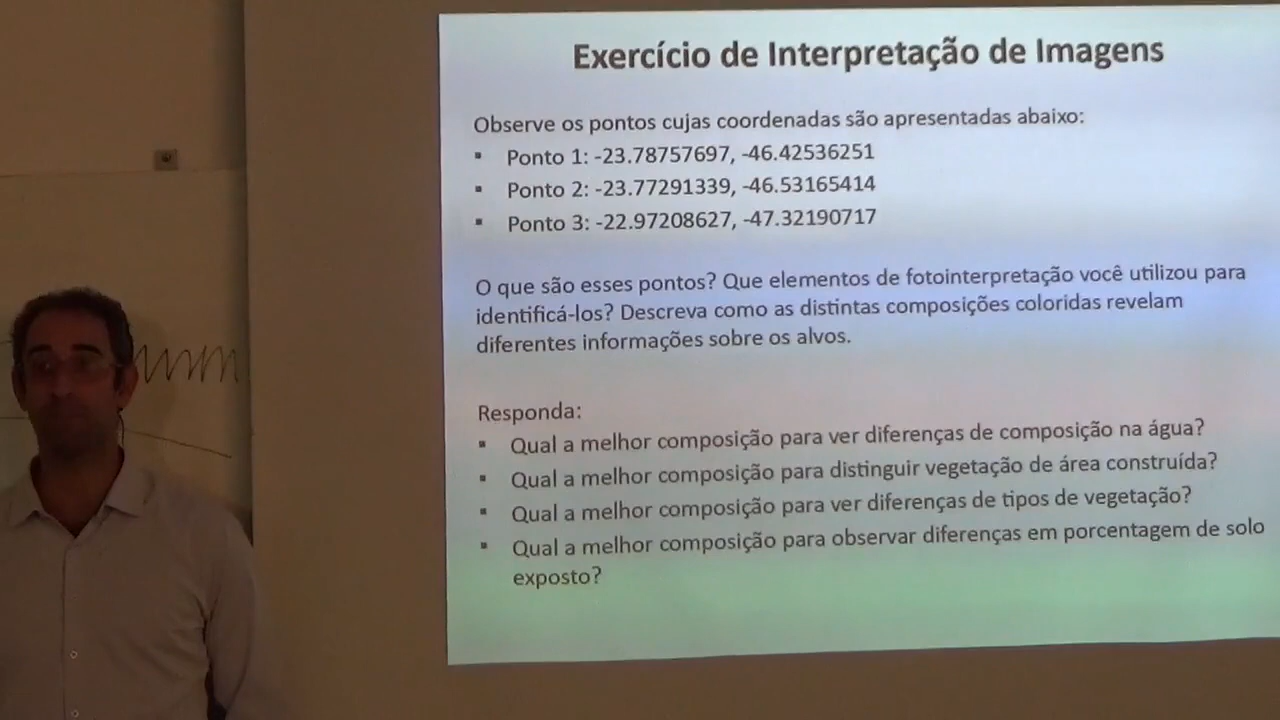 Exercício de Interpretação de Imagens
Observe os pontos cujas coordenadas são apresentadas abaixo:
▪ Ponto 1: -23.78757697, -46.42536251
▪ Ponto 2: -23.77291339, -46.53165414
▪ Ponto 3: -22.97208627, -47.32190717
O que são esses pontos? Que elementos de fotointerpretação você utilizou para
identificá-los? Descreva como as distintas composições coloridas revelam
diferentes informações sobre os alvos.
Responda:
▪ Qual a melhor composição para ver diferenças de composição na água?
▪ Qual a melhor composição para distinguir vegetação de área construída?
▪ Qual a melhor composição para ver diferenças de tipos de vegetação?
▪ Qual a melhor composição para observar diferenças em porcentagem de solo
exposto?